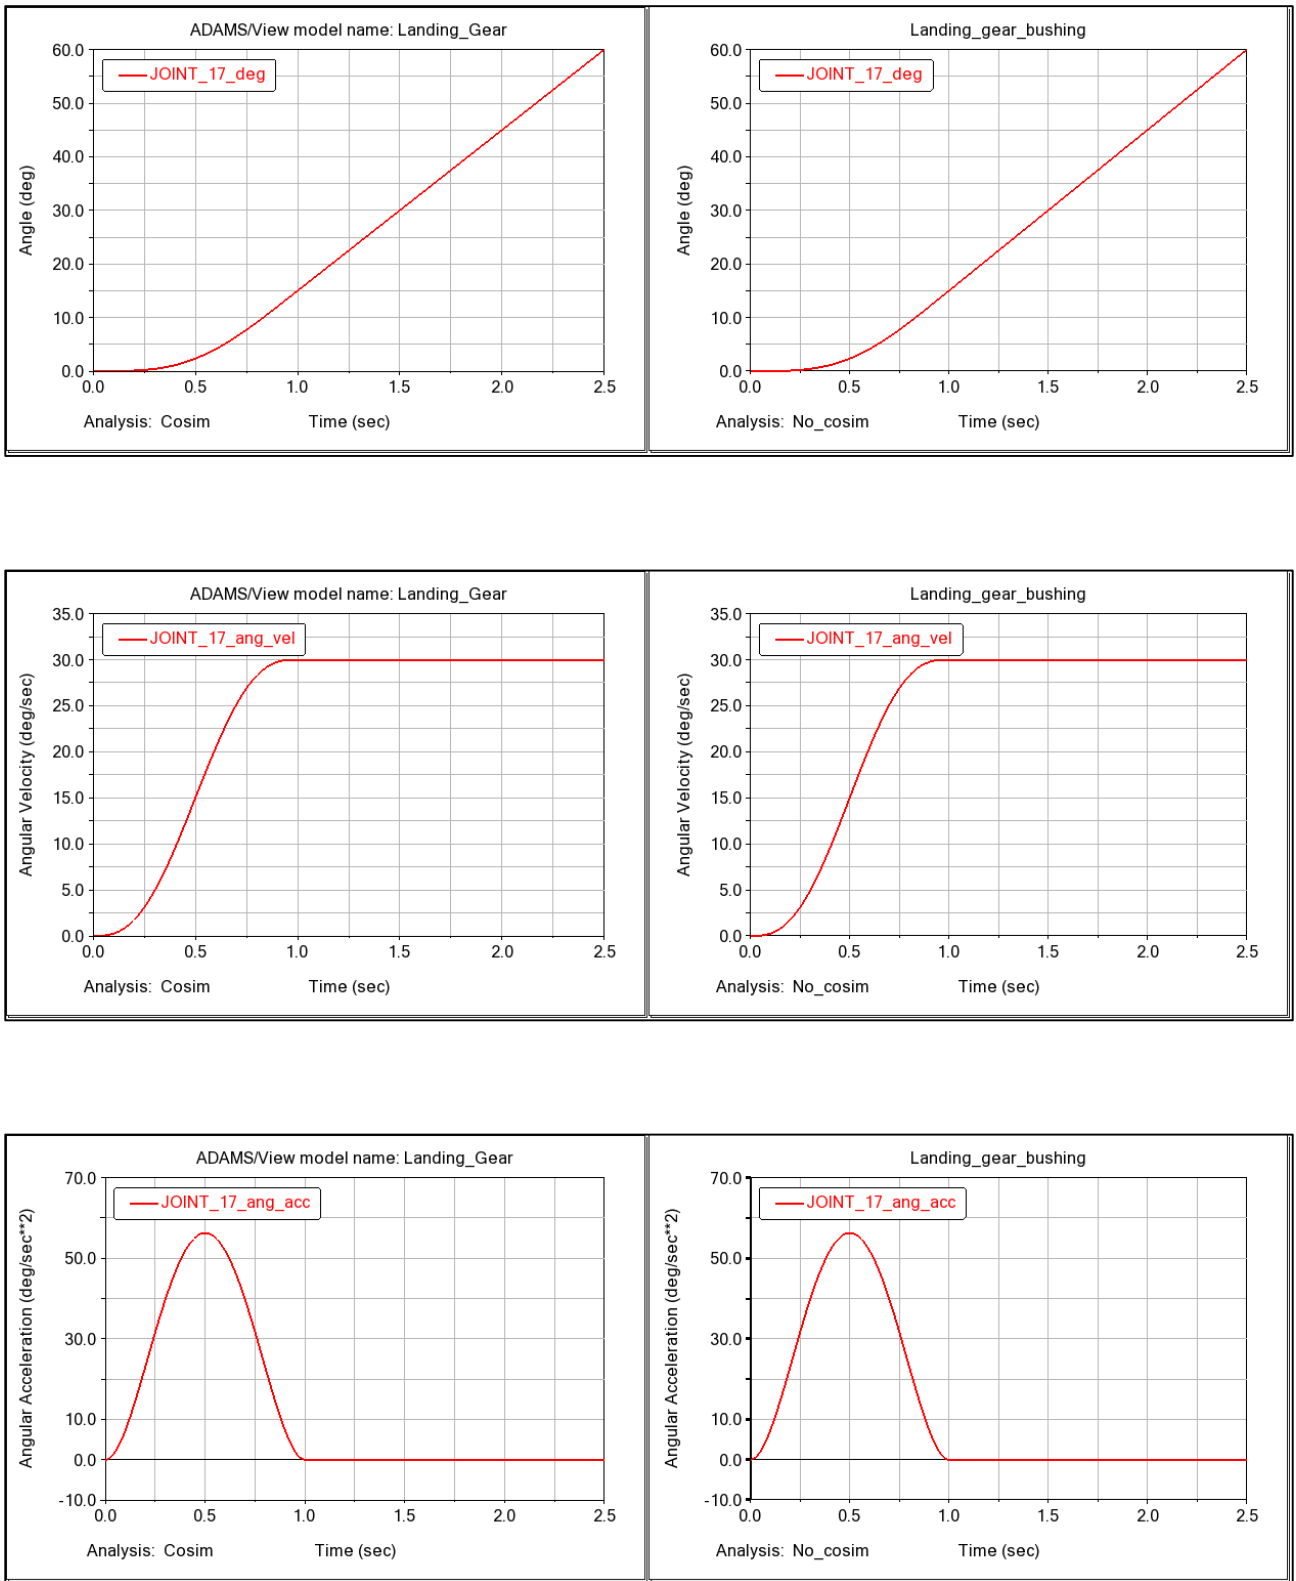 ADAMS/View model name: Landing_Gear
60.0
JOINT_17_deg
50.0
40.0
30.0
20.0
10.0
0.0
Angle (deg)
0.0 0.5 1.0 1.5 2.0 2.5
Analysis: Cosim Time (sec)
Landing_gear_bushing
60.0
JOINT_17_deg
50.0
40.0
30.0
20.0
10.0
0.0
Angle (deg)
0.0 0.5 1.0 1.5 2.0 2.5
Analysis: No_cosim Time (sec)
ADAMS/View model name: Landing_Gear
35.0
JOINT_17_ang_vel
30.0
25.0
20.0
15.0
10.0
5.0
0.0
Angular Velocity (deg/sec)
0.0 0.5 1.0 1.5 2.0 2.5
Analysis: Cosim Time (sec)
Landing_gear_bushing
35.0
JOINT_17_ang_vel
30.0
25.0
20.0
15.0
10.0
5.0
0.0
Angular Velocity (deg/sec)
0.0 0.5 1.0 1.5 2.0 2.5
Analysis: No_cosim Time (sec)
ADAMS/View model name: Landing_Gear
70.0
JOINT_17_ang_acc
50.0
30.0
10.0
0.0
-10.0
Angular Acceleration (deg/sec**2)
0.0 0.5 1.0 1.5 2.0 2.5
Analysis: Cosim Time (sec)
Landing_gear_bushing
70.0
JOINT_17_ang_acc
50.0
30.0
10.0
0.0
-10.0
Angular Acceleration (deg/sec**2)
0.0 0.5 1.0 1.5 2.0 2.5
Analysis: No_cosim Time (sec)